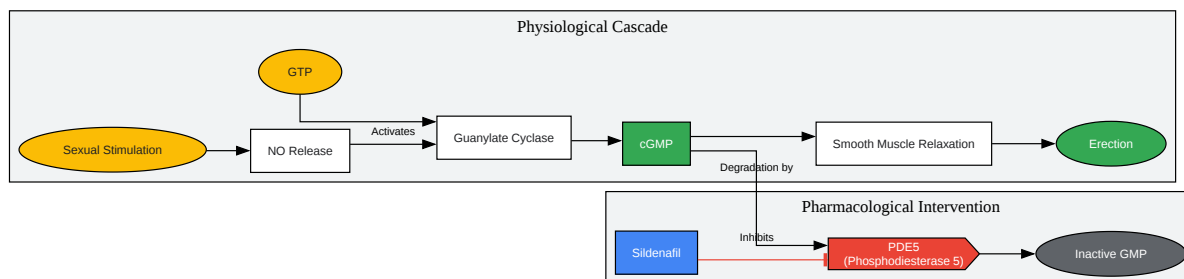 Physiological Cascade
GTP
Activates
Sexual Stimulation
NO Release
Guanylate Cyclase
cGMP
Smooth Muscle Relaxation
Erection
Degradation by
Pharmacological Intervention
Sildenafil
Inhibits
PDE5
(Phosphodiesterase 5)
Inactive GMP